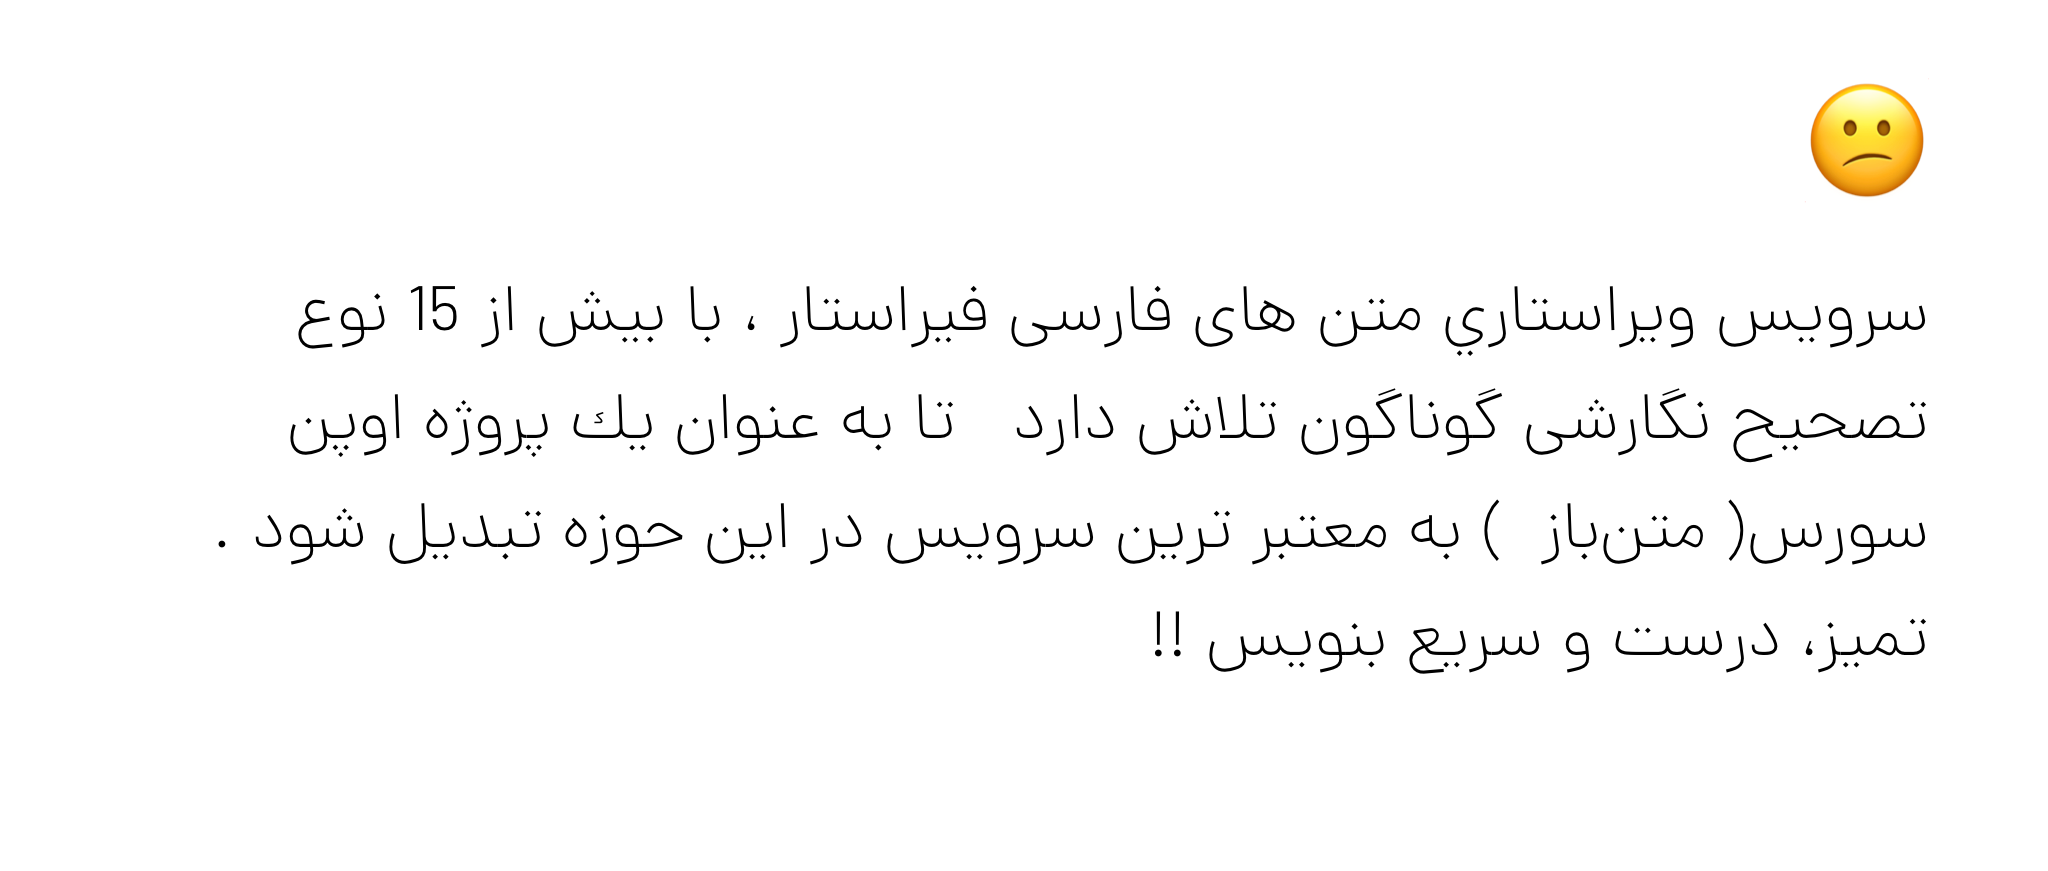 😕
سرویس ویراستاري متن های فارسی فیراستار ، با بیش از 15 نوع
تصحیح نگارشی گوناگون تلاش دارد   تا به عنوان يك پروژه اوپن
سورس( متن‌باز  ) به معتبر ترین سرویس در این حوزه تبدیل شود .
تمیز، درست و سریع بنویس !!